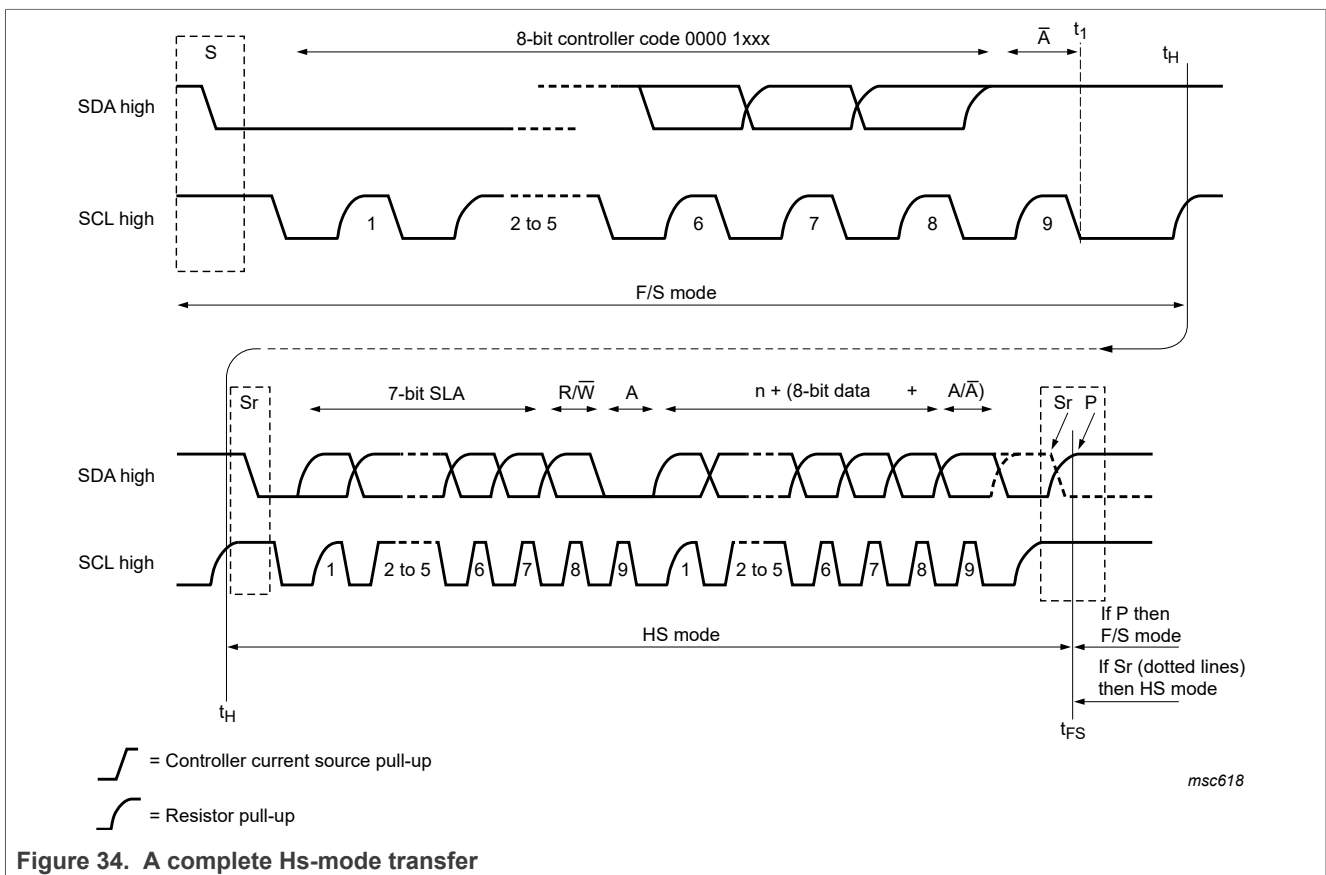 S
8-bit controller code 0000 1xxx
A̅
t1
tH
SDA high
SCL high
1
2 to 5
6
7
8
9
F/S mode
Sr
7-bit SLA
R/W̅
A
n + (8-bit data + A/A̅)
Sr P
SDA high
SCL high
1
2 to 5
6
7
8
9
1
2 to 5
6
7
8
9
If P then
F/S mode
HS mode
If Sr (dotted lines)
then HS mode
tH
tFS
= Controller current source pull-up
msc618
= Resistor pull-up
Figure 34. A complete Hs-mode transfer